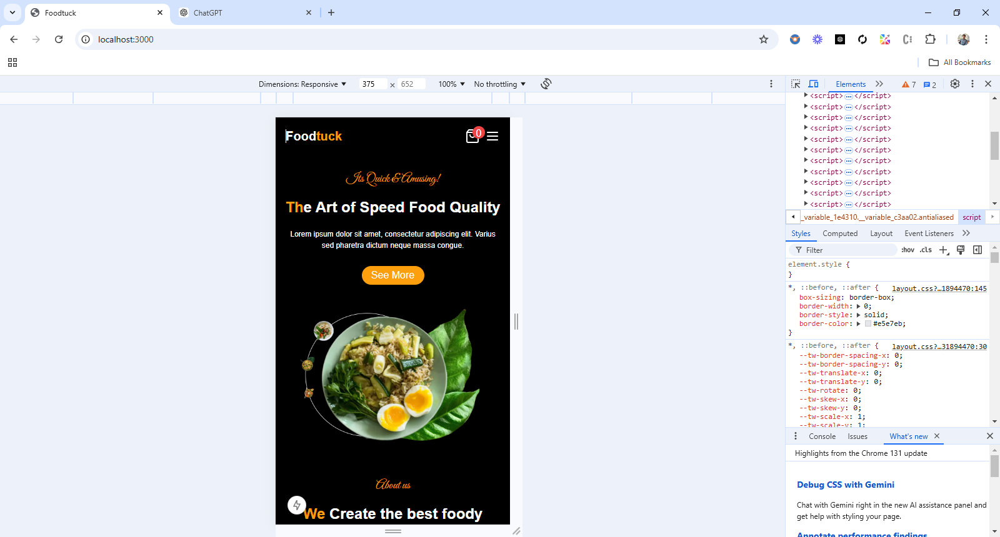 Foodtuck
ChatGPT
localhost:3000
All Bookmarks
Dimensions: Responsive 375 × 652 100% No throttling
Elements 7 2
<script> </script>
<script> </script>
<script> </script>
<script> </script>
<script> </script>
<script> </script>
<script> </script>
<script> </script>
<script> </script>
<script> </script>
<script> </script>
_variable_1e4310.__variable_c3aa02.antialiased script
Styles Computed Layout Event Listeners
Filter :hov .cls
element.style {
}
*, ::before, ::after { layout.css?…1894470:145
box-sizing: border-box;
border-width: 0;
border-style: solid;
border-color: #e5e7eb;
}
*, ::before, ::after { layout.css?…31894470:30
--tw-border-spacing-x: 0;
--tw-border-spacing-y: 0;
--tw-translate-x: 0;
--tw-translate-y: 0;
--tw-rotate: 0;
--tw-skew-x: 0;
--tw-skew-y: 0;
--tw-scale-x: 1;
--tw-scale-y: 1;
Console Issues What's new
Highlights from the Chrome 131 update
Debug CSS with Gemini
Chat with Gemini right in the new AI assistance panel and
get help with styling your page.
Annotate performance findings
Foodtuck 0
Its Quick & Amusing!
The Art of Speed Food Quality
Lorem ipsum dolor sit amet, consectetur adipiscing elit. Varius
sed pharetra dictum neque massa congue.
See More
About us
We Create the best foody